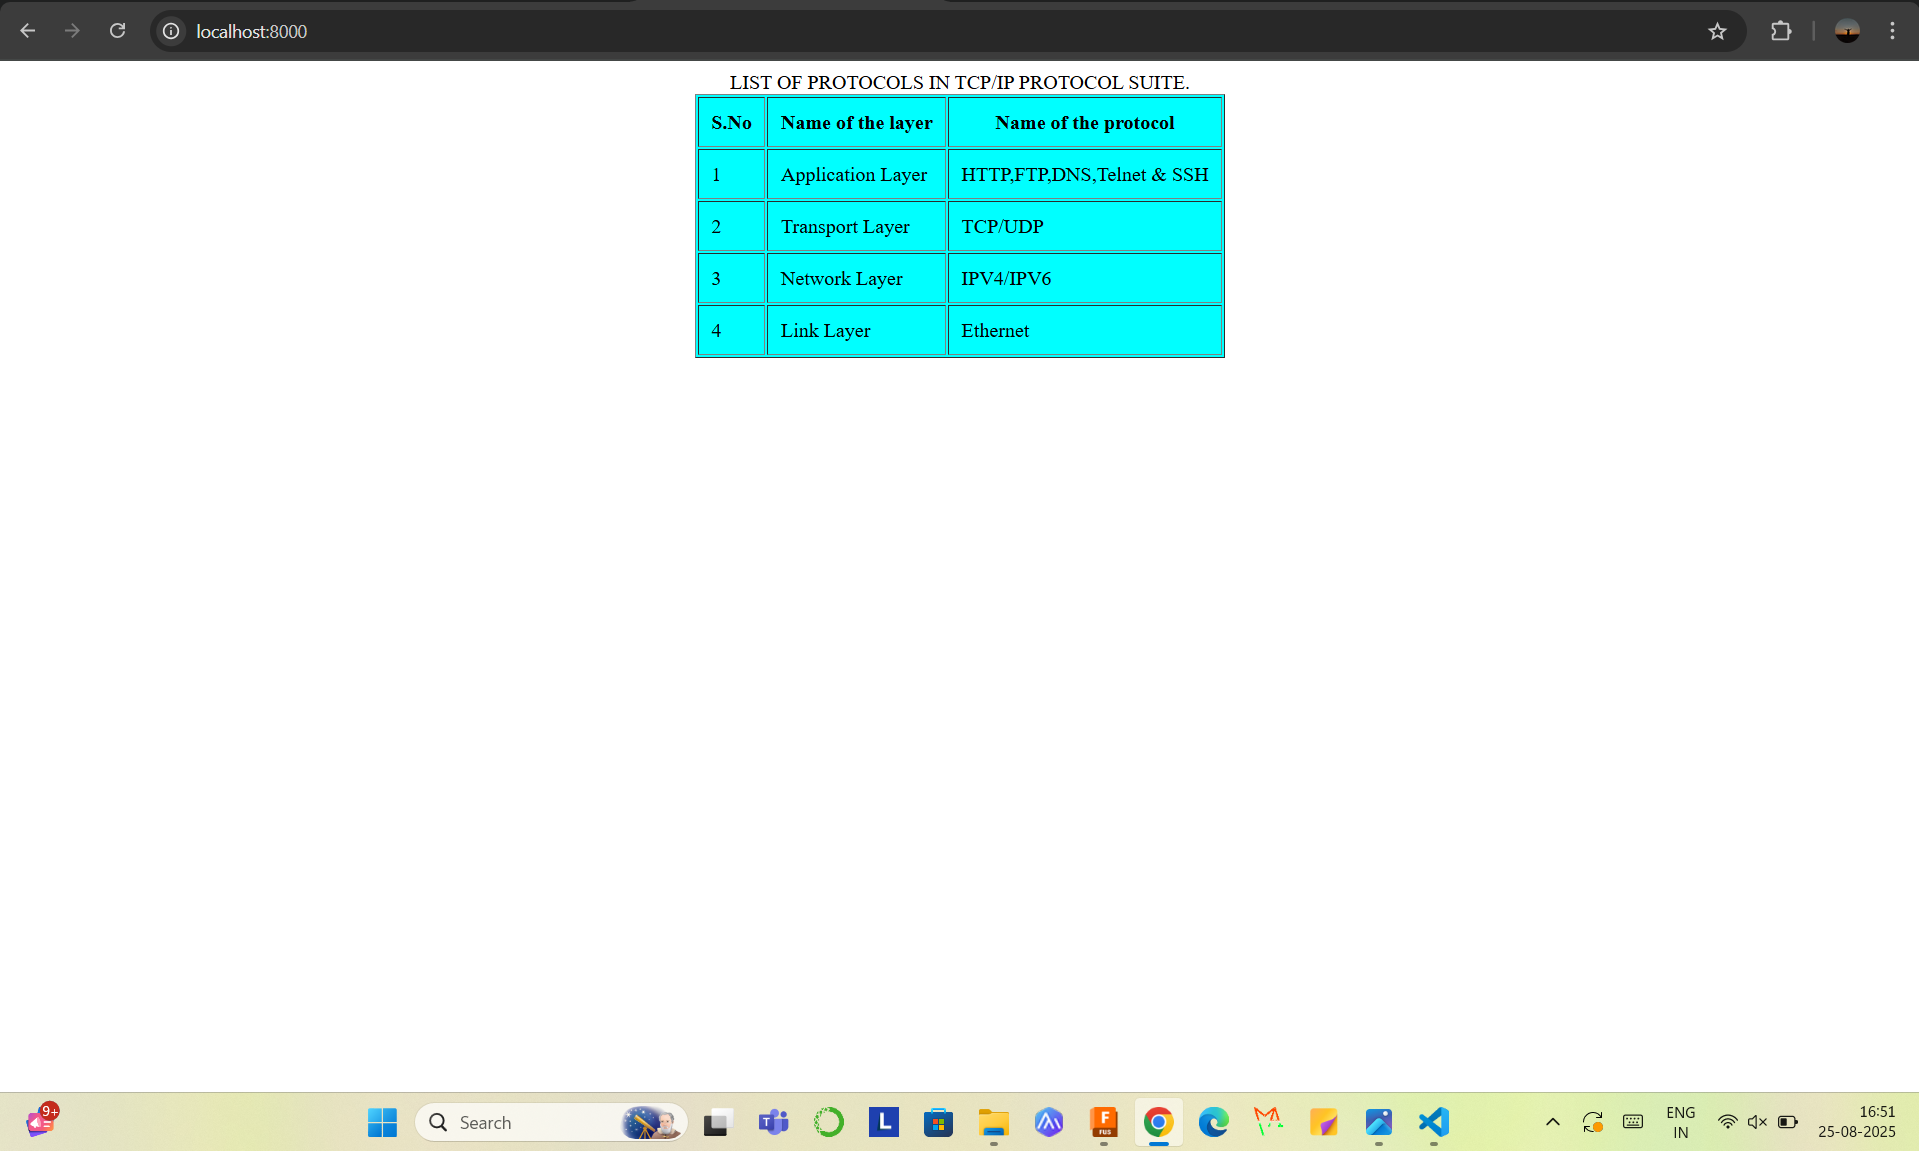 localhost:8000
LIST OF PROTOCOLS IN TCP/IP PROTOCOL SUITE.
S.No Name of the layer Name of the protocol
1 Application Layer HTTP,FTP,DNS,Telnet & SSH
2 Transport Layer TCP/UDP
3 Network Layer IPV4/IPV6
4 Link Layer Ethernet
9+
Search
T
L
F
FUS
ENG
IN
16:51
25-08-2025